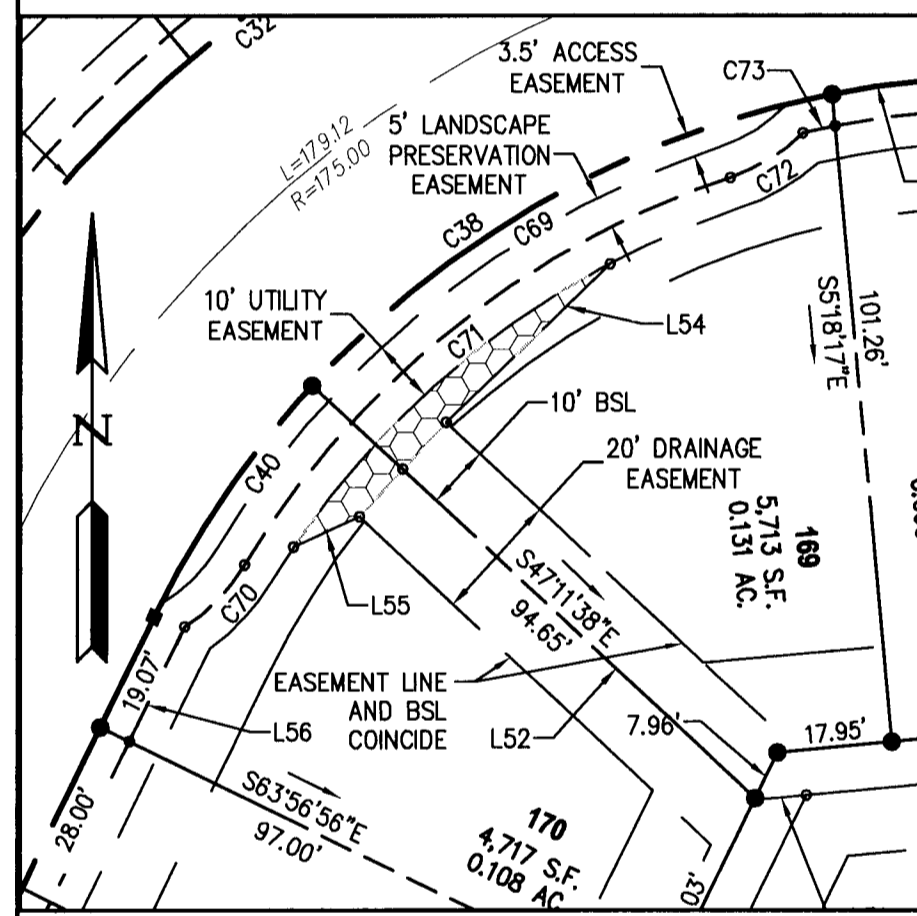 C32
3.5' ACCESS
EASEMENT
C73
L=179.12
R=175.00
5' LANDSCAPE
PRESERVATION
EASEMENT
C72
C38
C69
10' UTILITY
EASEMENT
C71
L54
101.26'
S5°18'17"E
N
10' BSL
20' DRAINAGE
EASEMENT
C40
169
5,713 S.F.
0.131 AC.
S47°11'38"E
94.65'
C70
L55
EASEMENT LINE
AND BSL
COINCIDE
19.07'
L56
L52
7.96'
17.95'
S63°56'56"E
97.00'
28.00'
170
4,717 S.F.
0.108 AC
03'